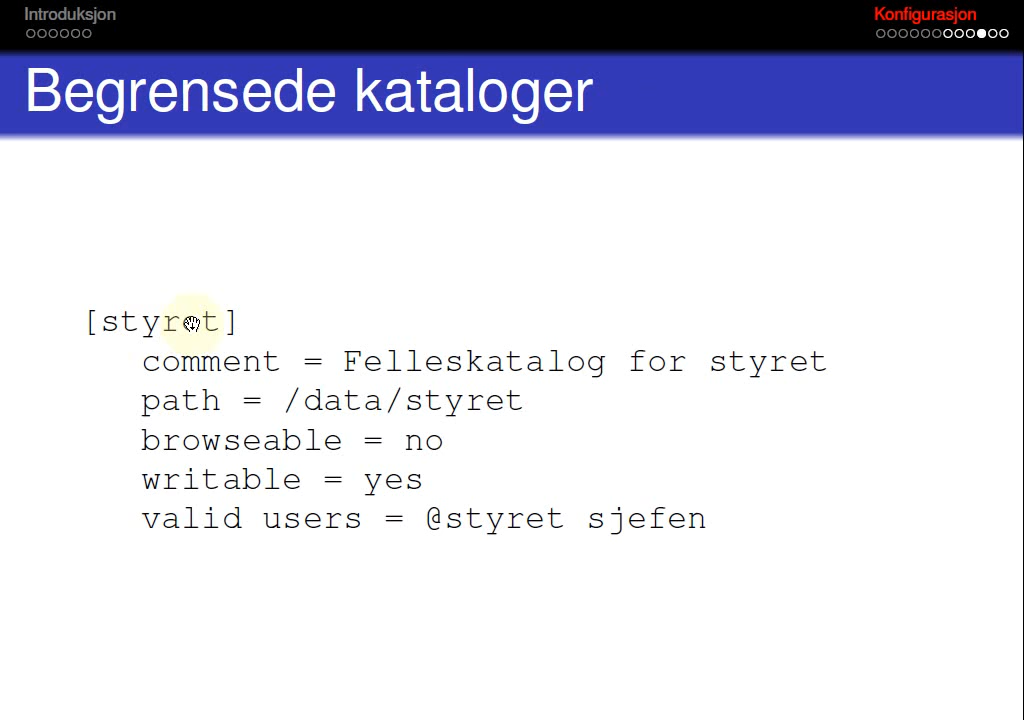 Introduksjon
Konfigurasjon
Begrensede kataloger
[styret]
comment = Felleskatalog for styret
path = /data/styret
browseable = no
writable = yes
valid users = @styret sjefen